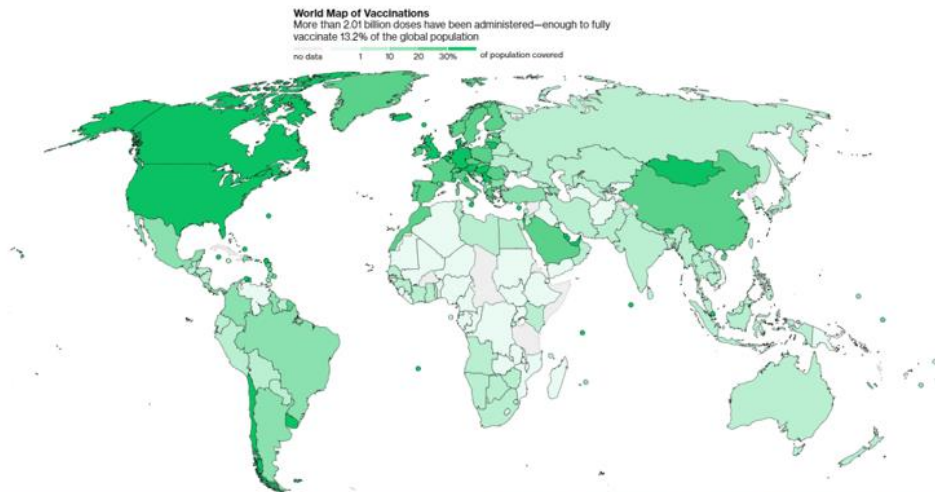 World Map of Vaccinations
More than 2.01 billion doses have been administered—enough to fully
vaccinate 13.2% of the global population
no data 1 10 20 30% of population covered